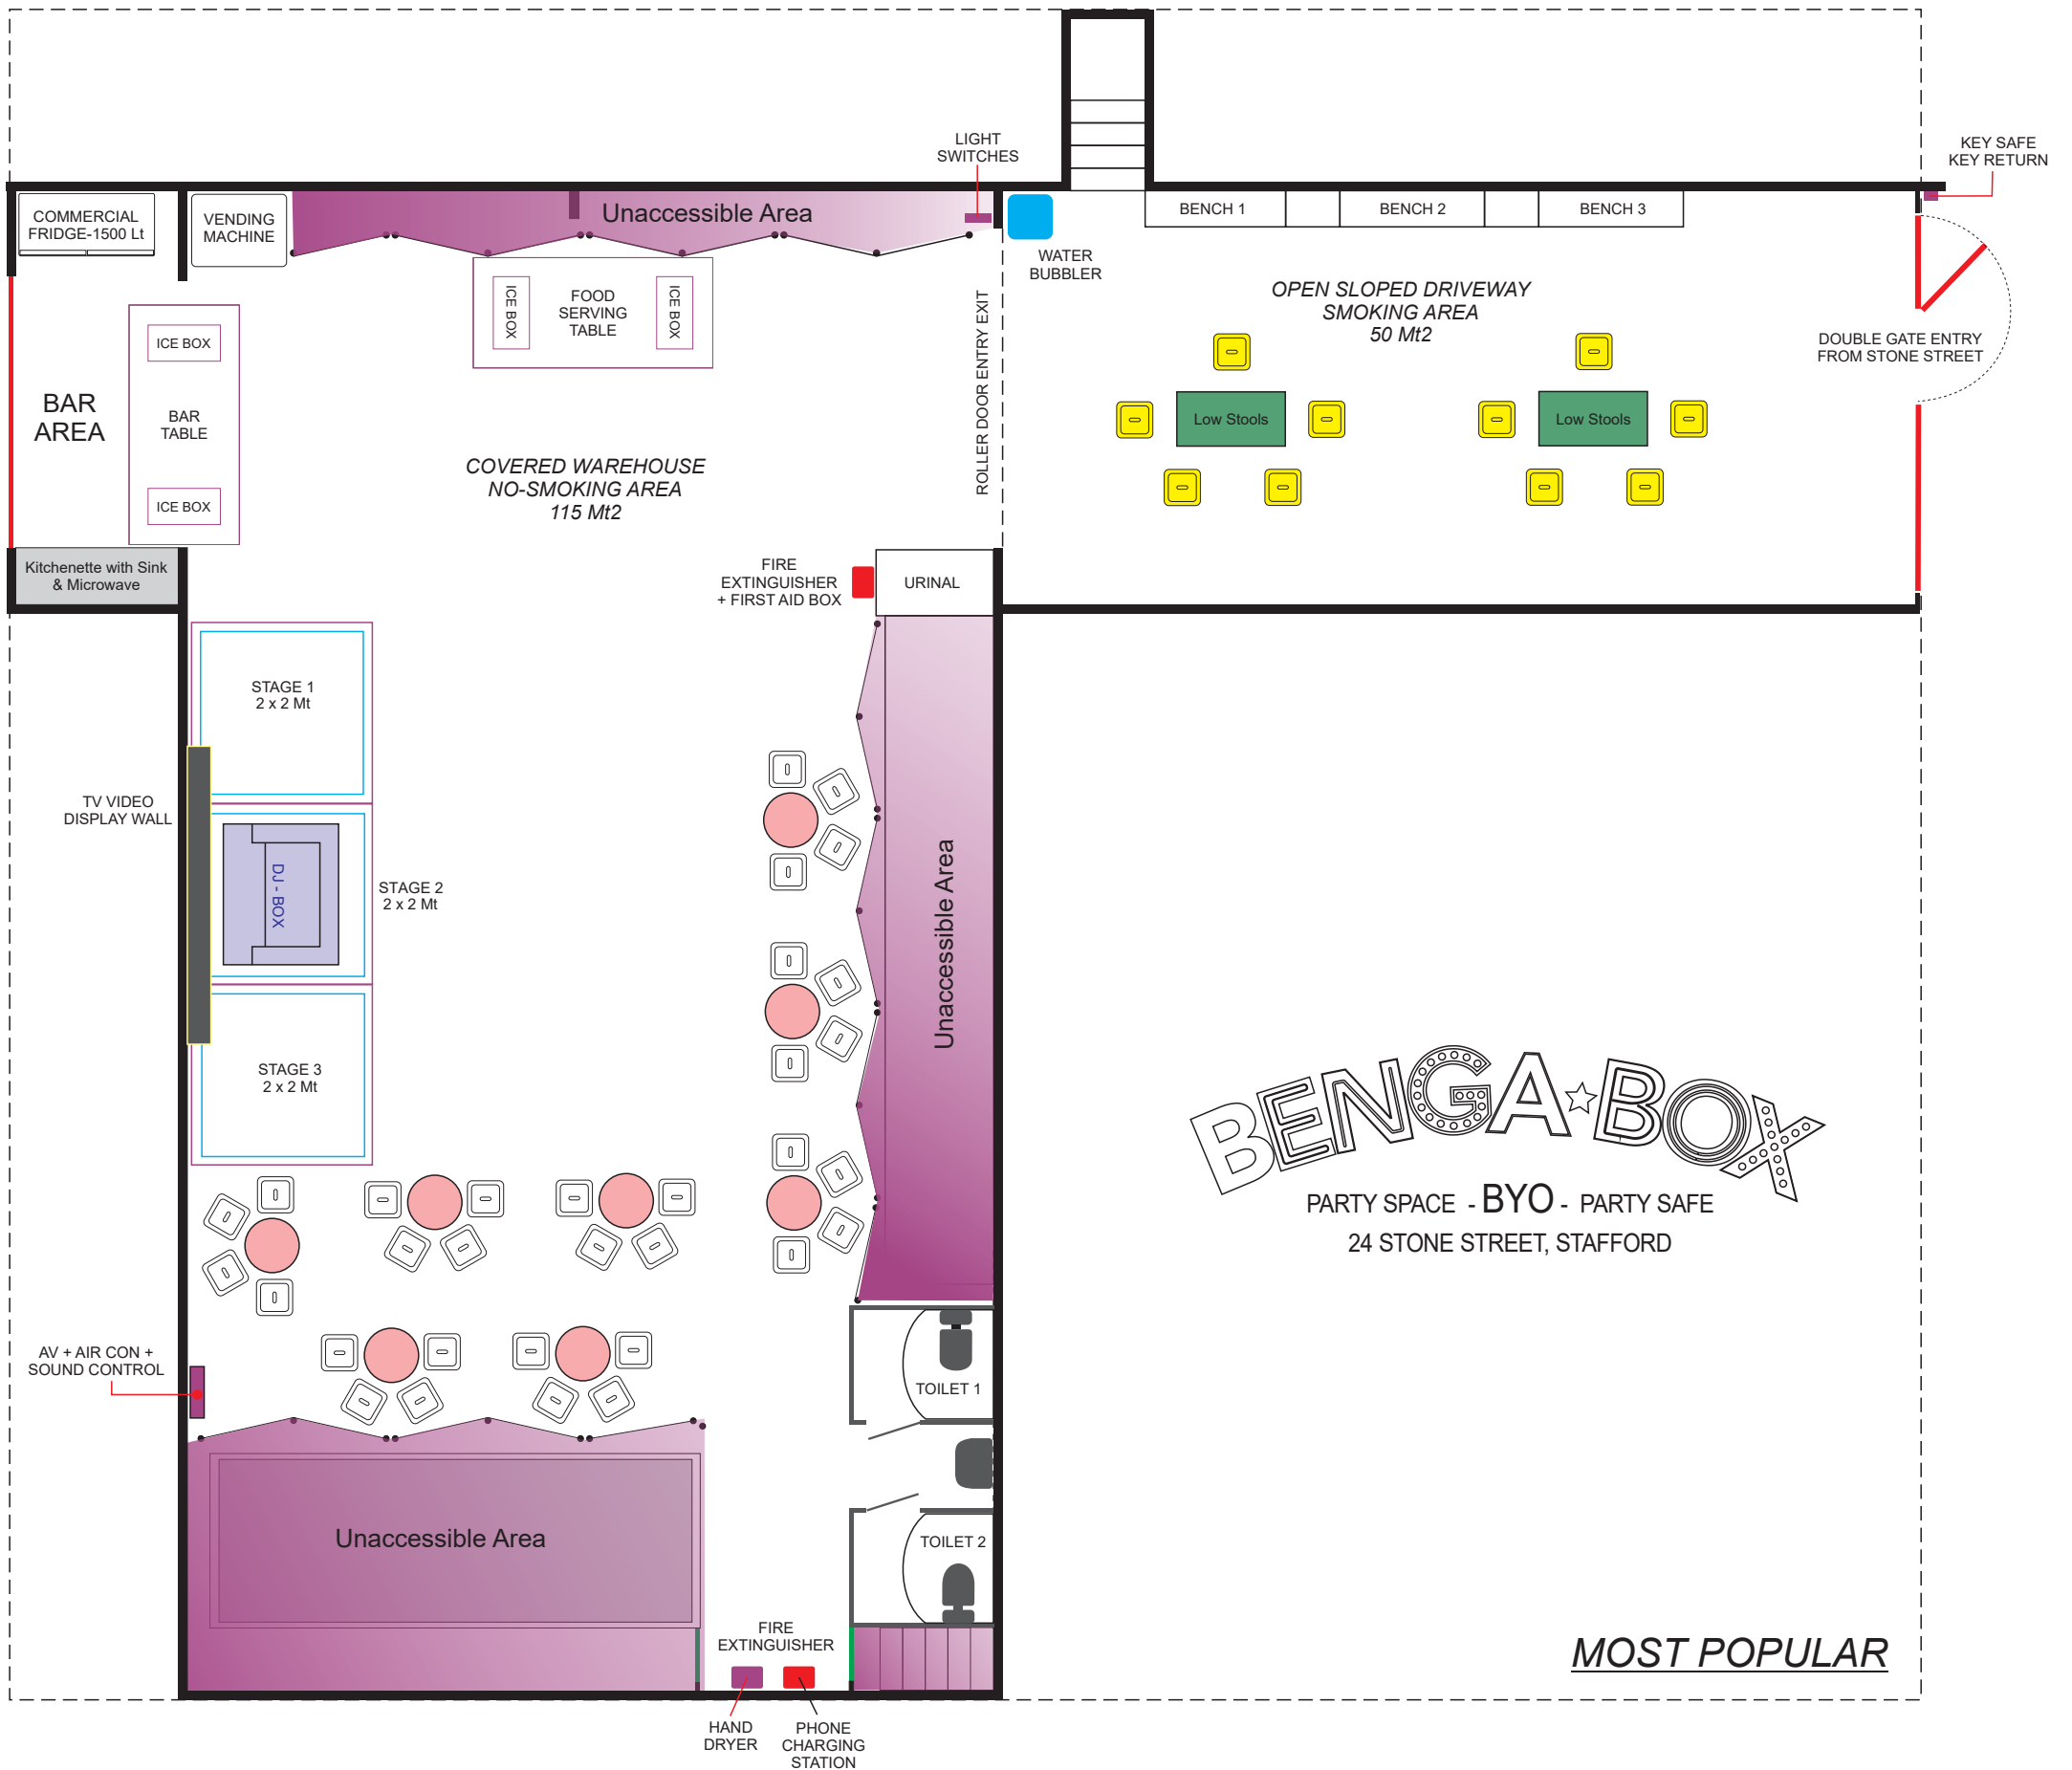 LIGHT
SWITCHES
KEY SAFE
KEY RETURN
COMMERCIAL
FRIDGE-1500 Lt
VENDING
MACHINE
Unaccessible Area
BENCH 1
BENCH 2
BENCH 3
WATER
BUBBLER
ICE BOX
FOOD
SERVING
TABLE
ICE BOX
ROLLER DOOR ENTRY EXIT
OPEN SLOPED DRIVEWAY
SMOKING AREA
50 Mt2
DOUBLE GATE ENTRY
FROM STONE STREET
ICE BOX
BAR
AREA
BAR
TABLE
ICE BOX
Low Stools
Low Stools
COVERED WAREHOUSE
NO-SMOKING AREA
115 Mt2
Kitchenette with Sink
& Microwave
FIRE
EXTINGUISHER
+ FIRST AID BOX
URINAL
STAGE 1
2 x 2 Mt
TV VIDEO
DISPLAY WALL
DJ - BOX
STAGE 2
2 x 2 Mt
Unaccessible Area
STAGE 3
2 x 2 Mt
BENGA BOX
PARTY SPACE - BYO - PARTY SAFE
24 STONE STREET, STAFFORD
AV + AIR CON +
SOUND CONTROL
TOILET 1
Unaccessible Area
TOILET 2
FIRE
EXTINGUISHER
HAND
DRYER
PHONE
CHARGING
STATION
MOST POPULAR